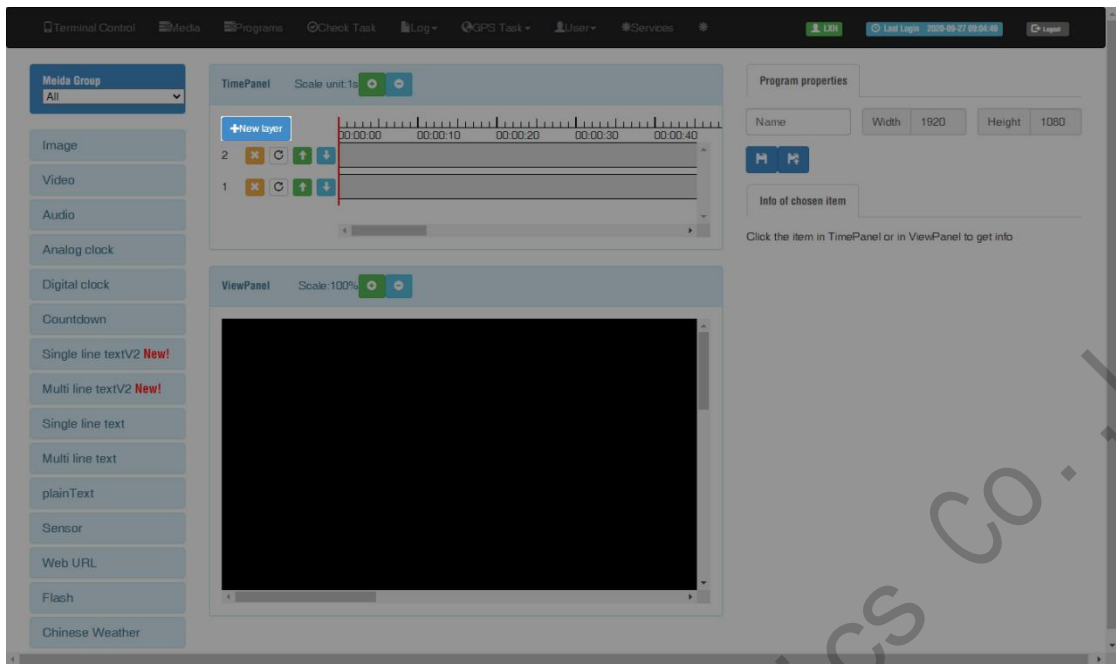 Terminal Control Media Programs Check Task Log GPS Task User Services LXH Last Login 2020-09-27 09:04:48 Logout
Meida Group
All
Image
Video
Audio
Analog clock
Digital clock
Countdown
Single line textV2 New!
Multi line textV2 New!
Single line text
Multi line text
plainText
Sensor
Web URL
Flash
Chinese Weather
TimePanel Scale unit:1s
New layer
00:00:00 00:00:10 00:00:20 00:00:30 00:00:40
2
1
ViewPanel Scale:100%
Program properties
Name Width 1920 Height 1080
Info of chosen item
Click the item in TimePanel or in ViewPanel to get info
ics Co.,